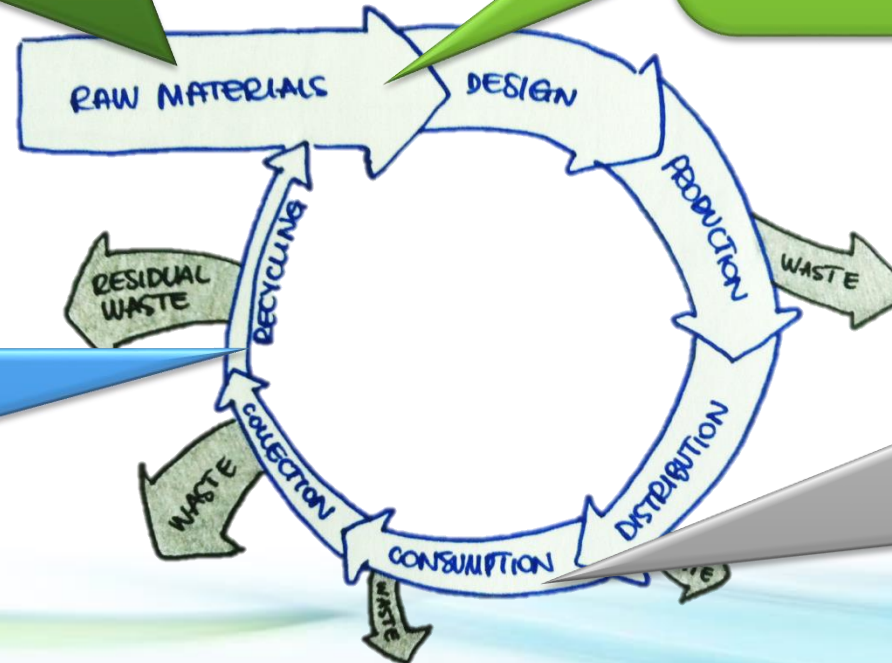 RAW MATERIALS
DESIGN
PRODUCTION
WASTE
DISTRIBUTION
CONSUMPTION
WASTE
COLLECTION
WASTE
RECYCLING
RESIDUAL
WASTE